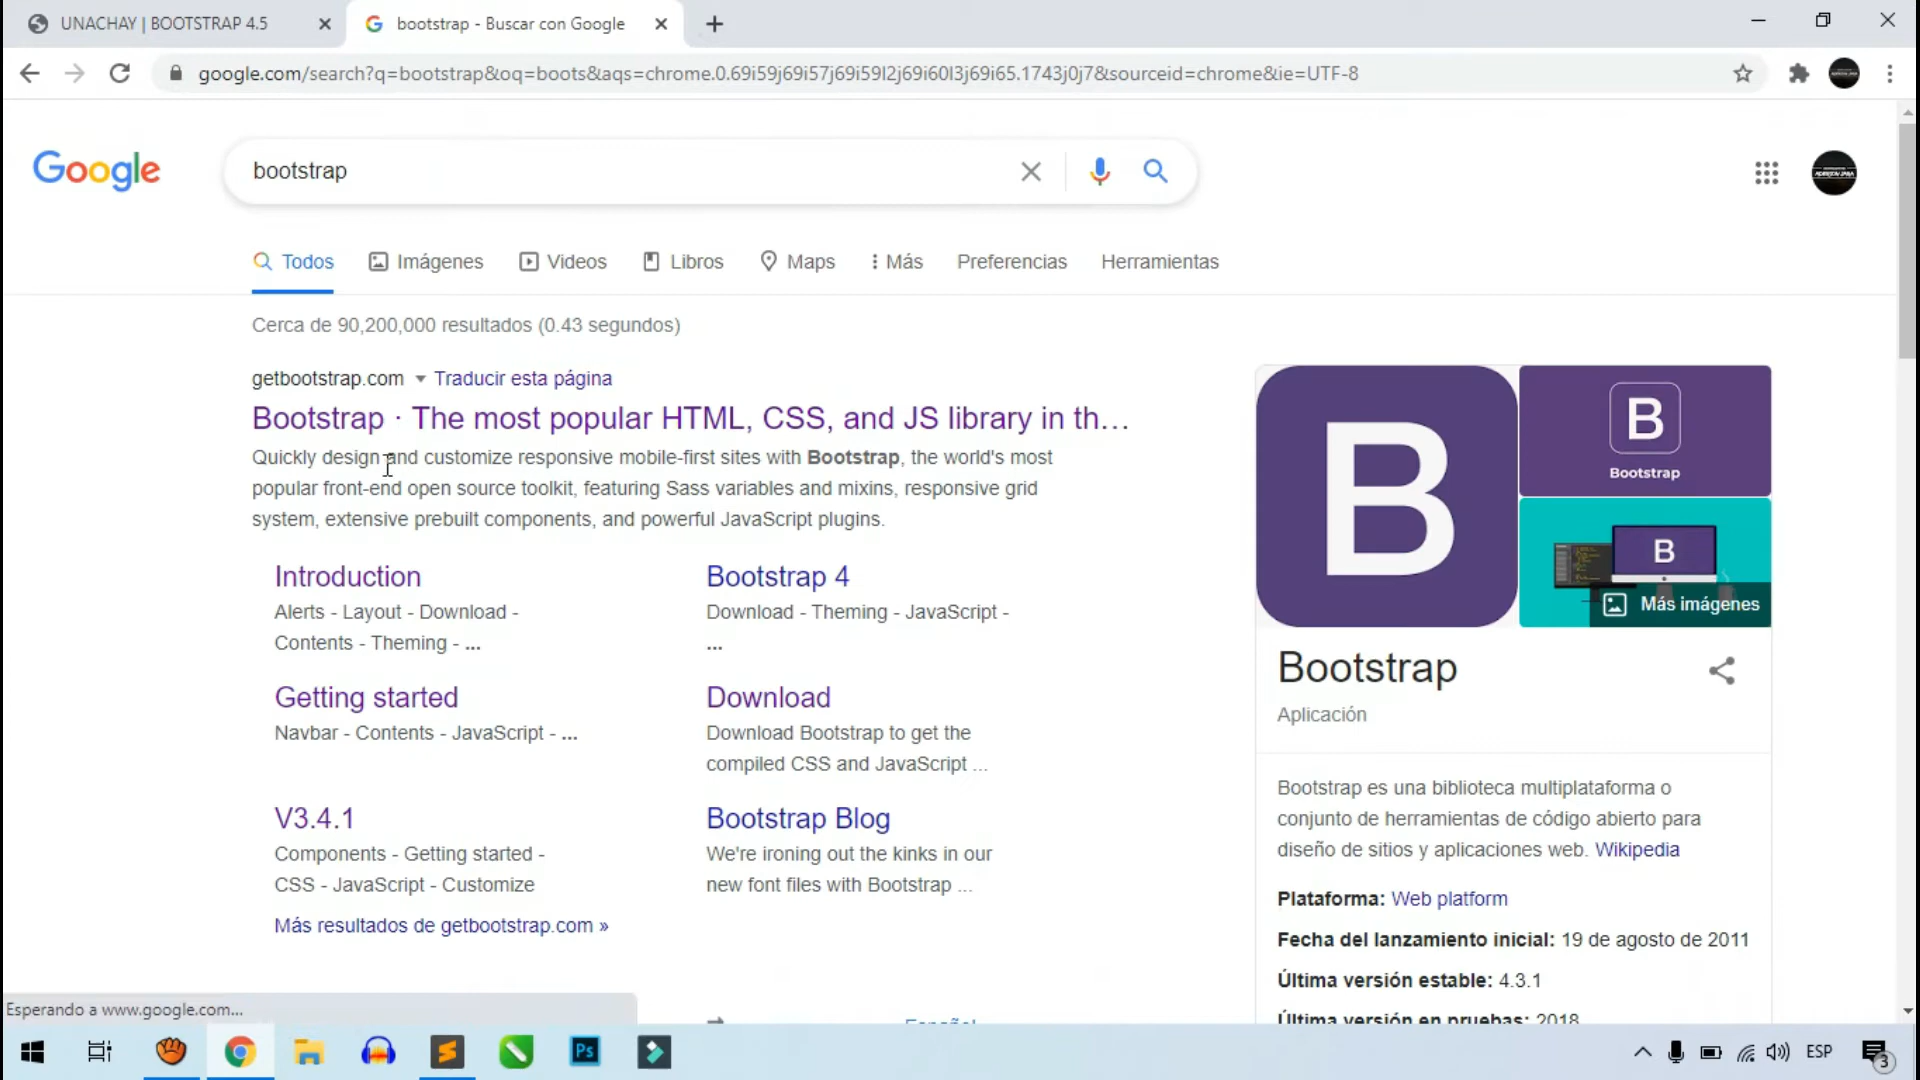 UNACHAY | BOOTSTRAP 4.5
bootstrap - Buscar con Google
google.com/search?q=bootstrap&oq=boots&aqs=chrome.0.69i59j69i57j69i59l2j69i60l3j69i65.1743j0j7&sourceid=chrome&ie=UTF-8
Google
bootstrap
Todos
Imágenes
Videos
Libros
Maps
Más
Preferencias
Herramientas
Cerca de 90,200,000 resultados (0.43 segundos)
getbootstrap.com Traducir esta página
Bootstrap · The most popular HTML, CSS, and JS library in th...
Quickly design and customize responsive mobile-first sites with Bootstrap, the world's most
popular front-end open source toolkit, featuring Sass variables and mixins, responsive grid
system, extensive prebuilt components, and powerful JavaScript plugins.
Introduction
Alerts - Layout - Download -
Contents - Theming - ...
Bootstrap 4
Download - Theming - JavaScript -
...
Getting started
Navbar - Contents - JavaScript - ...
Download
Download Bootstrap to get the
compiled CSS and JavaScript ...
V3.4.1
Components - Getting started -
CSS - JavaScript - Customize
Bootstrap Blog
We're ironing out the kinks in our
new font files with Bootstrap ...
Más resultados de getbootstrap.com »
B
B
Bootstrap
B
Más imágenes
Bootstrap
Aplicación
Bootstrap es una biblioteca multiplataforma o
conjunto de herramientas de código abierto para
diseño de sitios y aplicaciones web. Wikipedia
Plataforma: Web platform
Fecha del lanzamiento inicial: 19 de agosto de 2011
Última versión estable: 4.3.1
Última versión en pruebas: 2018
Español
Esperando a www.google.com...
Ps
ESP
3